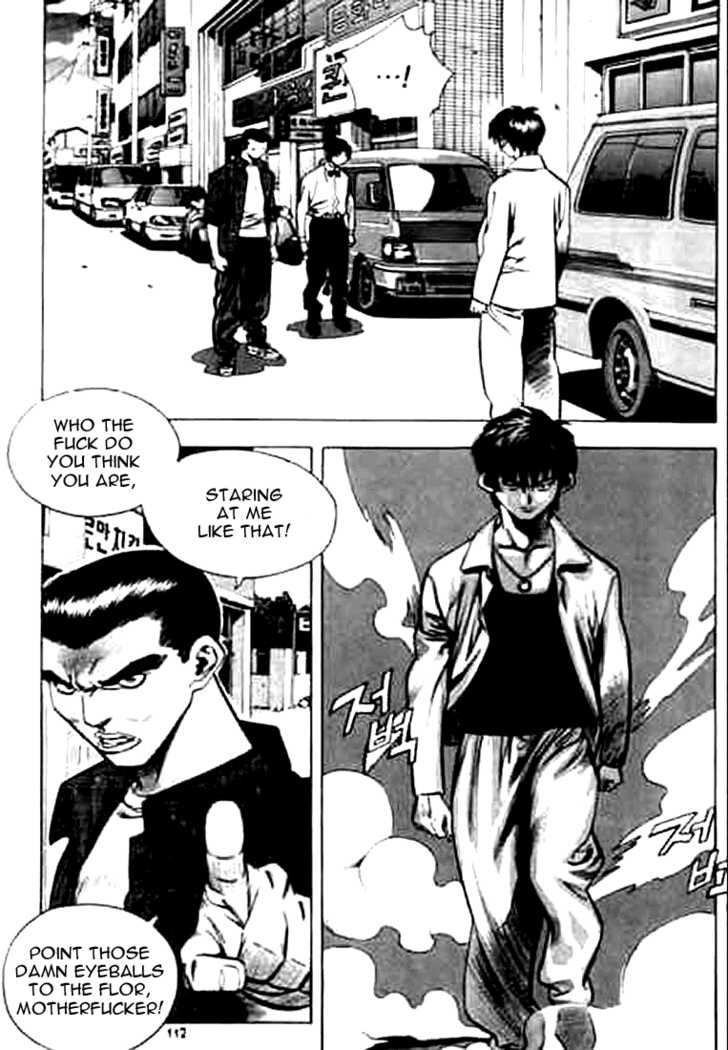 ...!
WHO THE
FUCK DO
YOU THINK
YOU ARE,
STARING
AT ME
LIKE THAT!
POINT THOSE
DAMN EYEBALLS
TO THE FLOR,
MOTHERFUCKER!
저
벅
저
벅
112